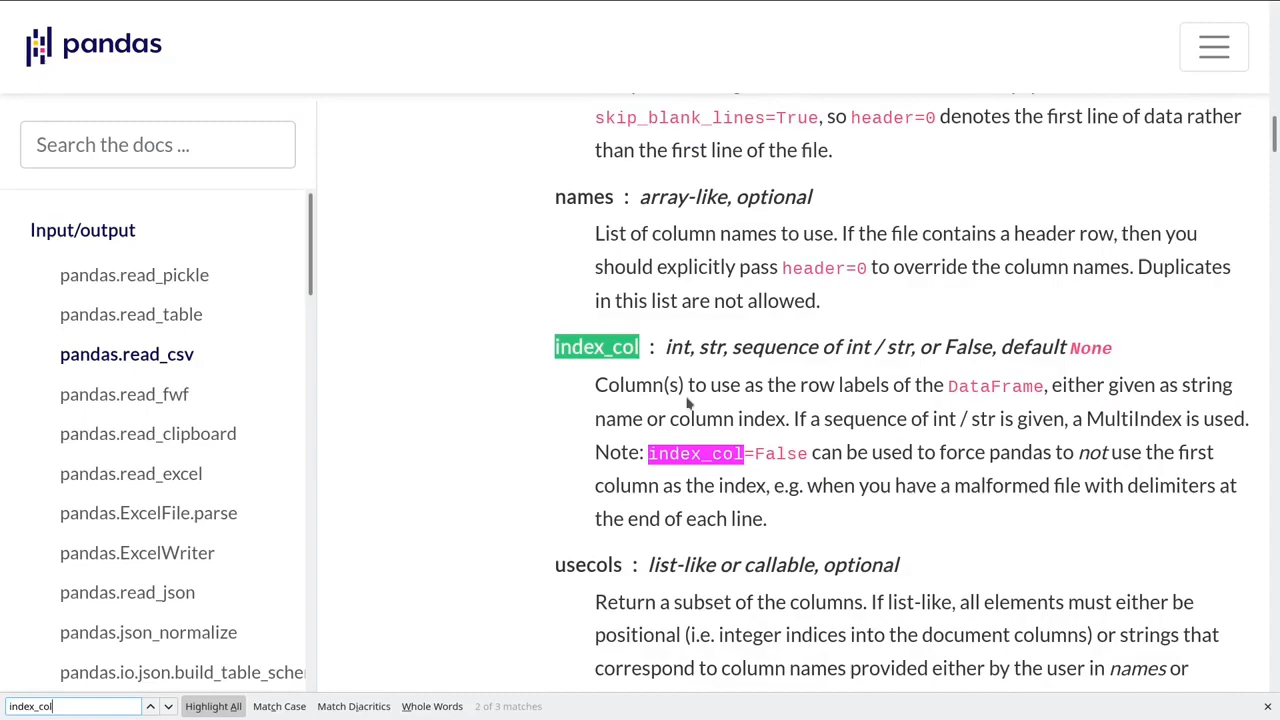 pandas
Search the docs ...
Input/output
pandas.read_pickle
pandas.read_table
pandas.read_csv
pandas.read_fwf
pandas.read_clipboard
pandas.read_excel
pandas.ExcelFile.parse
pandas.ExcelWriter
pandas.read_json
pandas.json_normalize
pandas.io.json.build_table_sche
skip_blank_lines=True, so header=0 denotes the first line of data rather
than the first line of the file.
names : array-like, optional
List of column names to use. If the file contains a header row, then you
should explicitly pass header=0 to override the column names. Duplicates
in this list are not allowed.
index_col : int, str, sequence of int / str, or False, default None
Column(s) to use as the row labels of the DataFrame, either given as string
name or column index. If a sequence of int / str is given, a MultiIndex is used.
Note: index_col=False can be used to force pandas to not use the first
column as the index, e.g. when you have a malformed file with delimiters at
the end of each line.
usecols : list-like or callable, optional
Return a subset of the columns. If list-like, all elements must either be
positional (i.e. integer indices into the document columns) or strings that
correspond to column names provided either by the user in names or
index_col Highlight All Match Case Match Diacritics Whole Words 2 of 3 matches